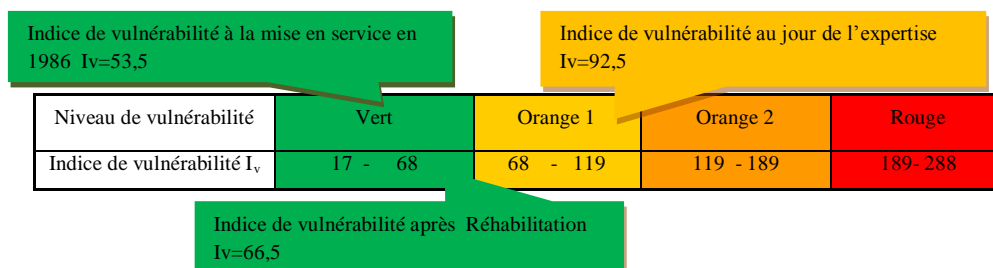 Indice de vulnérabilité à la mise en service en
1986 Iv=53,5
Indice de vulnérabilité au jour de l’expertise
Iv=92,5
Niveau de vulnérabilité Vert Orange 1 Orange 2 Rouge
Indice de vulnérabilité Iv 17 - 68 68 - 119 119 -189 189-288
Indice de vulnérabilité après Réhabilitation
Iv=66,5